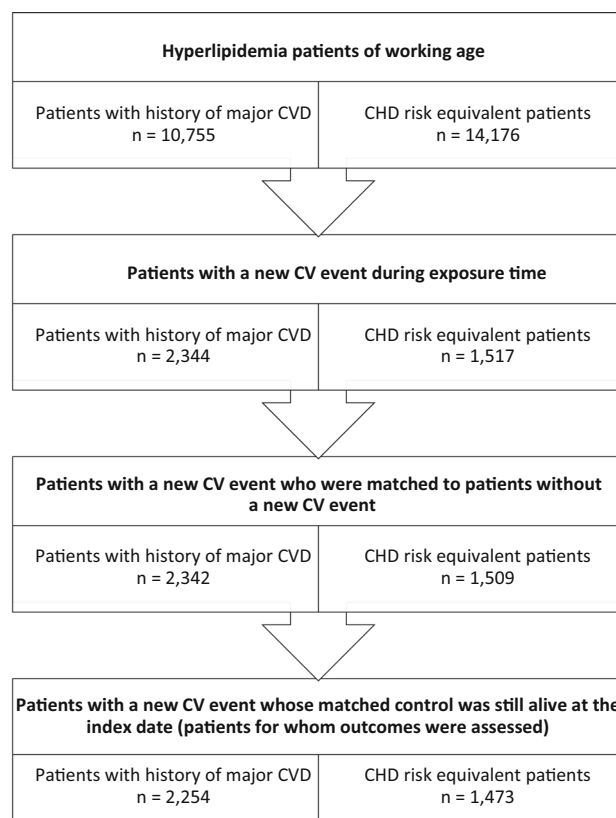 Hyperlipidemia patients of working age
Patients with history of major CVD
n = 10,755
CHD risk equivalent patients
n = 14,176
Patients with a new CV event during exposure time
Patients with history of major CVD
n = 2,344
CHD risk equivalent patients
n = 1,517
Patients with a new CV event who were matched to patients without
a new CV event
Patients with history of major CVD
n = 2,342
CHD risk equivalent patients
n = 1,509
Patients with a new CV event whose matched control was still alive at the
index date (patients for whom outcomes were assessed)
Patients with history of major CVD
n = 2,254
CHD risk equivalent patients
n = 1,473